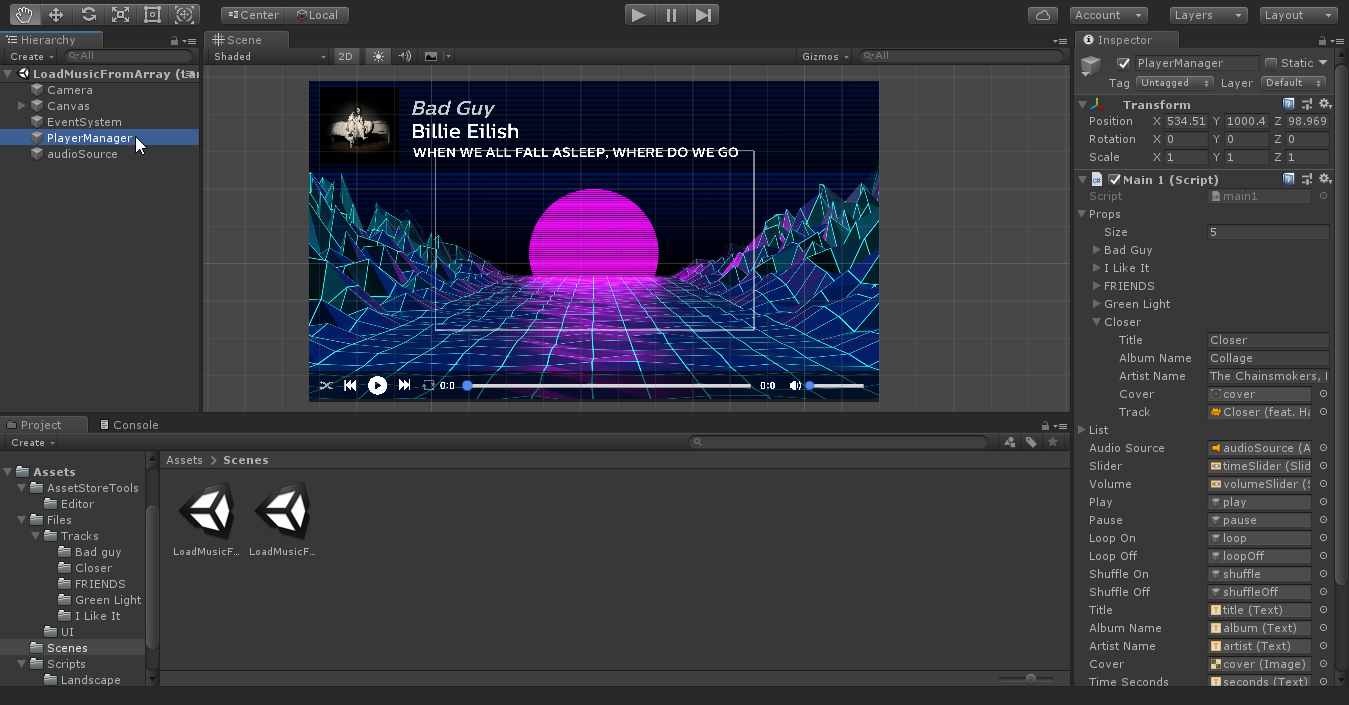 Center Local
Account Layers Layout
Hierarchy
Create All
LoadMusicFromArray (Lan
Camera
Canvas
EventSystem
PlayerManager
audioSource
Scene
Shaded 2D Gizmos All
Bad Guy
Billie Eilish
WHEN WE ALL FALL ASLEEP, WHERE DO WE GO
0:0 0:0
Project Console
Create
Assets
AssetStoreTools
Editor
Files
Tracks
Bad guy
Closer
FRIENDS
Green Light
I Like It
UI
Scenes
Scripts
Landscape
Assets > Scenes
LoadMusicF... LoadMusicF...
Inspector
PlayerManager Static
Tag Untagged Layer Default
Transform
Position X 534.51 Y 1000.4 Z 98.969
Rotation X 0 Y 0 Z 0
Scale X 1 Y 1 Z 1
Main 1 (Script)
Script main1
Props
Size 5
Bad Guy
I Like It
FRIENDS
Green Light
Closer
Title Closer
Album Name Collage
Artist Name The Chainsmokers,
Cover cover
Track Closer (feat. Ha
List
Audio Source audioSource (A
Slider timeSlider (Slid
Volume volumeSlider (S
Play play
Pause pause
Loop On loop
Loop Off loopOff
Shuffle On shuffle
Shuffle Off shuffleOff
Title title (Text)
Album Name album (Text)
Artist Name artist (Text)
Cover cover (Image)
Time Seconds seconds (Text)